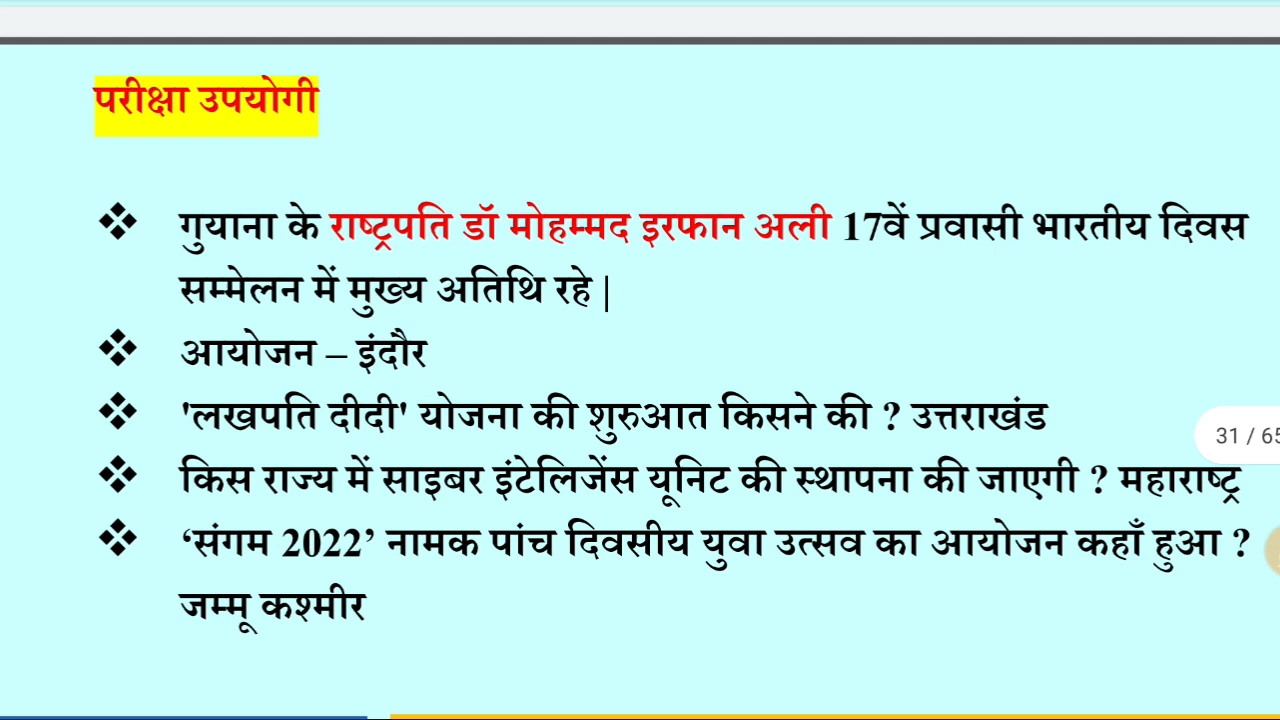 परीक्षा उपयोगी
❖ गुयाना के राष्ट्रपति डॉ मोहम्मद इरफान अली 17वें प्रवासी भारतीय दिवस
सम्मेलन में मुख्य अतिथि रहे |
❖ आयोजन – इंदौर
❖ 'लखपति दीदी' योजना की शुरुआत किसने की ? उत्तराखंड
31 / 65
❖ किस राज्य में साइबर इंटेलिजेंस यूनिट की स्थापना की जाएगी ? महाराष्ट्र
❖ ‘संगम 2022’ नामक पांच दिवसीय युवा उत्सव का आयोजन कहाँ हुआ ?
जम्मू कश्मीर